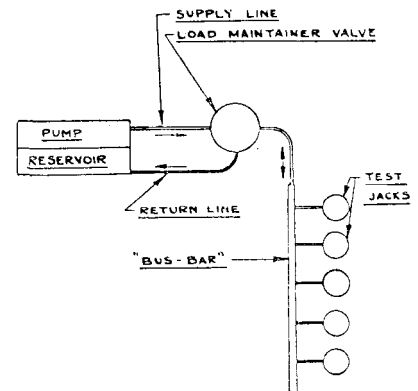 SUPPLY LINE
LOAD MAINTAINER VALVE
PUMP
RESERVOIR
RETURN LINE
TEST
JACKS
"BUS-BAR"